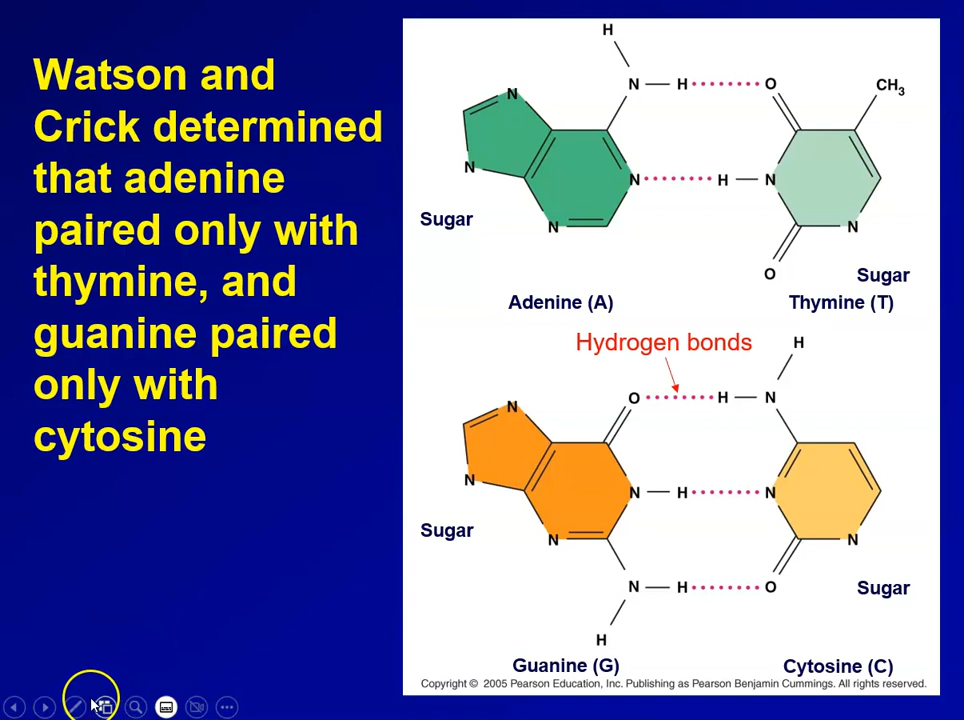 Watson and
Crick determined
that adenine
paired only with
thymine, and
guanine paired
only with
cytosine
H
N H O CH3
N
N N H N
Sugar
N N
O Sugar
Adenine (A) Thymine (T)
Hydrogen bonds
H
O H N
N
N N H N
Sugar
N N
N H O Sugar
H
Guanine (G) Cytosine (C)
Copyright © 2005 Pearson Education, Inc. Publishing as Pearson Benjamin Cummings. All rights reserved.